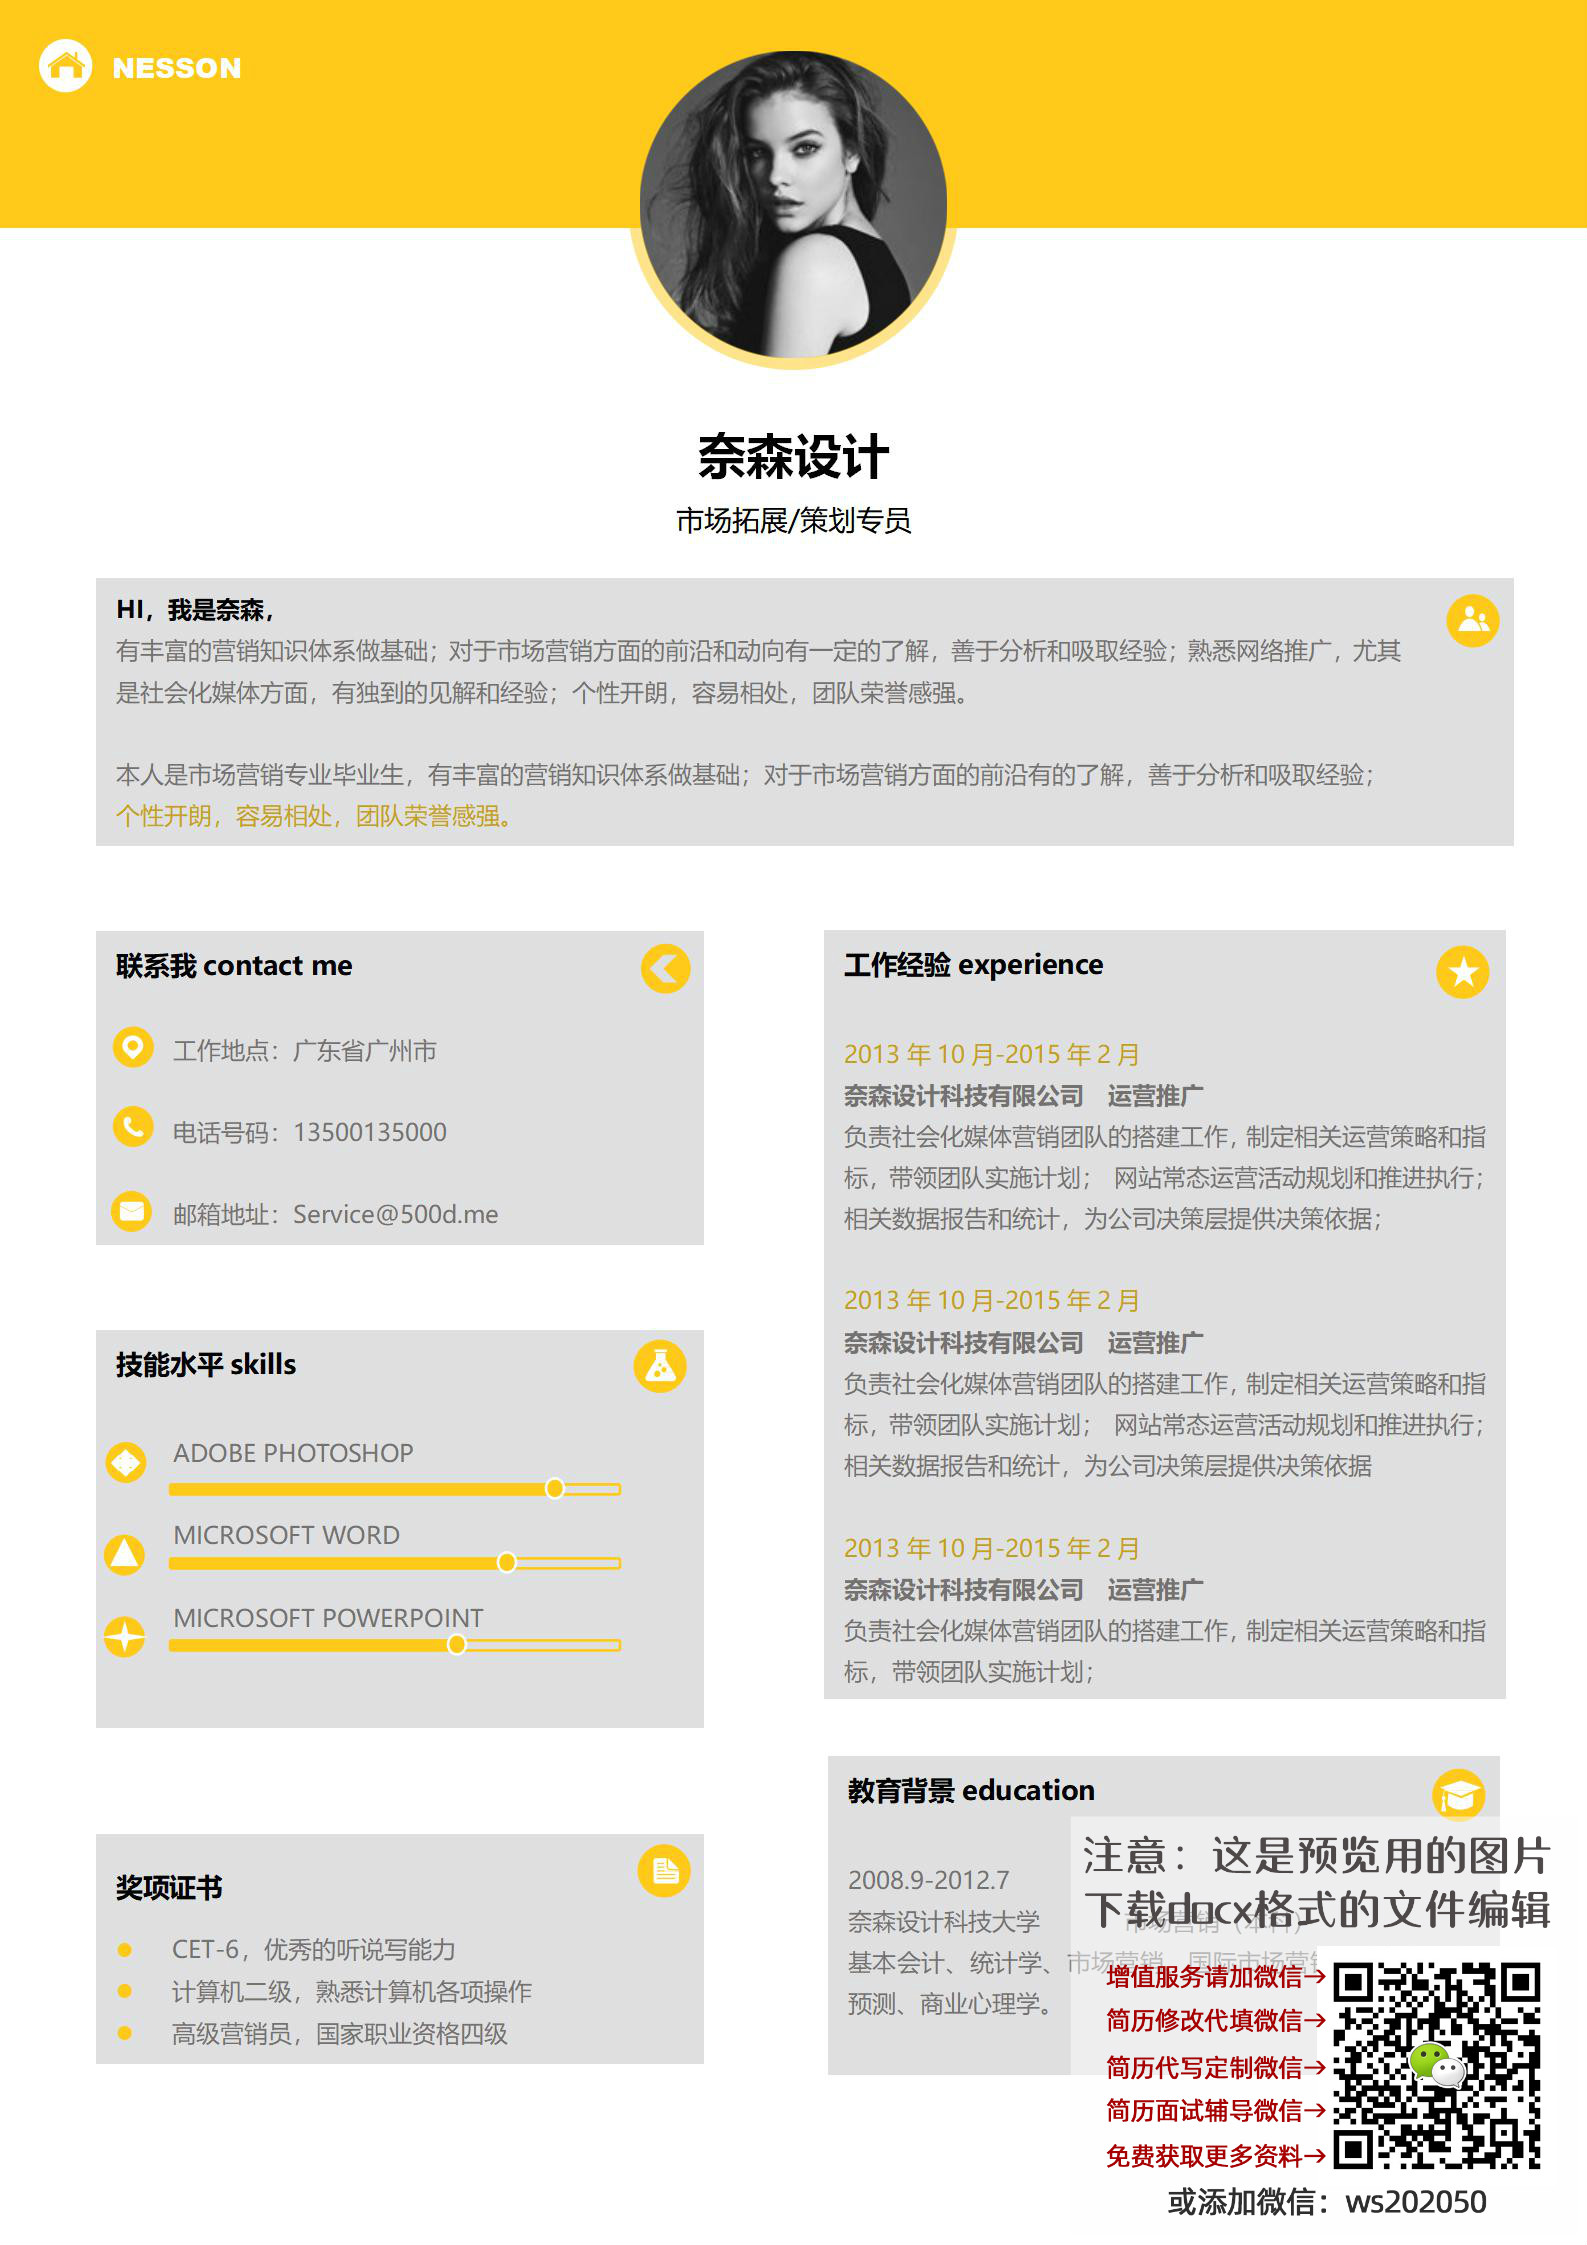 NESSON
奈森设计
市场拓展/策划专员
HI，我是奈森，
有丰富的营销知识体系做基础；对于市场营销方面的前沿和动向有一定的了解，善于分析和吸取经验；熟悉网络推广，尤其
是社会化媒体方面，有独到的见解和经验；个性开朗，容易相处，团队荣誉感强。
本人是市场营销专业毕业生，有丰富的营销知识体系做基础；对于市场营销方面的前沿有的了解，善于分析和吸取经验；
个性开朗，容易相处，团队荣誉感强。
联系我 contact me
工作地点：广东省广州市
电话号码：13500135000
邮箱地址：Service@500d.me
技能水平 skills
ADOBE PHOTOSHOP
MICROSOFT WORD
MICROSOFT POWERPOINT
奖项证书
CET-6，优秀的听说写能力
计算机二级，熟悉计算机各项操作
高级营销员，国家职业资格四级
工作经验 experience
2013 年 10 月-2015 年 2 月
奈森设计科技有限公司 运营推广
负责社会化媒体营销团队的搭建工作，制定相关运营策略和指
标，带领团队实施计划； 网站常态运营活动规划和推进执行；
相关数据报告和统计，为公司决策层提供决策依据；
2013 年 10 月-2015 年 2 月
奈森设计科技有限公司 运营推广
负责社会化媒体营销团队的搭建工作，制定相关运营策略和指
标，带领团队实施计划； 网站常态运营活动规划和推进执行；
相关数据报告和统计，为公司决策层提供决策依据
2013 年 10 月-2015 年 2 月
奈森设计科技有限公司 运营推广
负责社会化媒体营销团队的搭建工作，制定相关运营策略和指
标，带领团队实施计划；
教育背景 education
2008.9-2012.7
奈森设计科技大学 市场营销（本科）
基本会计、统计学、市场营销、国际市场营
预测、商业心理学。
注意：这是预览用的图片
下载docx格式的文件编辑
增值服务请加微信→
简历修改代填微信→
简历代写定制微信→
简历面试辅导微信→
免费获取更多资料→
或添加微信：ws202050